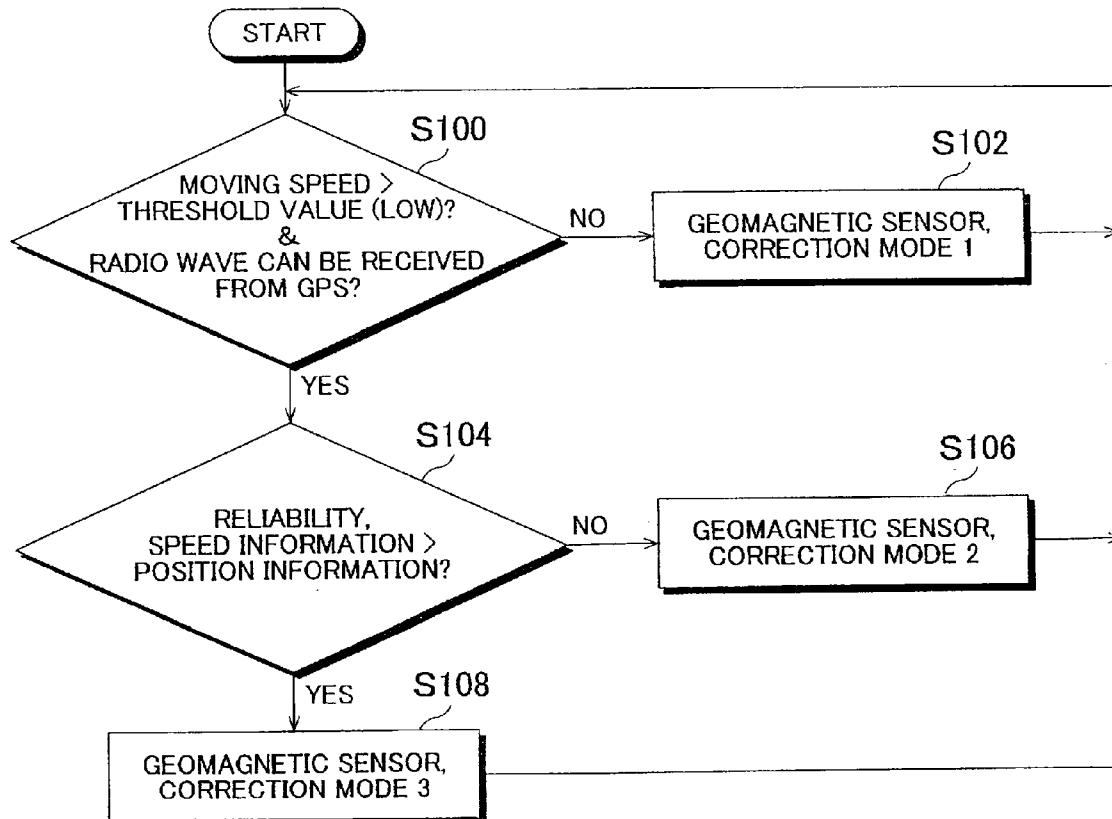 START
S100
MOVING SPEED >
THRESHOLD VALUE (LOW)?
&
RADIO WAVE CAN BE RECEIVED
FROM GPS?
NO
S102
GEOMAGNETIC SENSOR,
CORRECTION MODE 1
YES
S104
RELIABILITY,
SPEED INFORMATION >
POSITION INFORMATION?
NO
S106
GEOMAGNETIC SENSOR,
CORRECTION MODE 2
YES
S108
GEOMAGNETIC SENSOR,
CORRECTION MODE 3